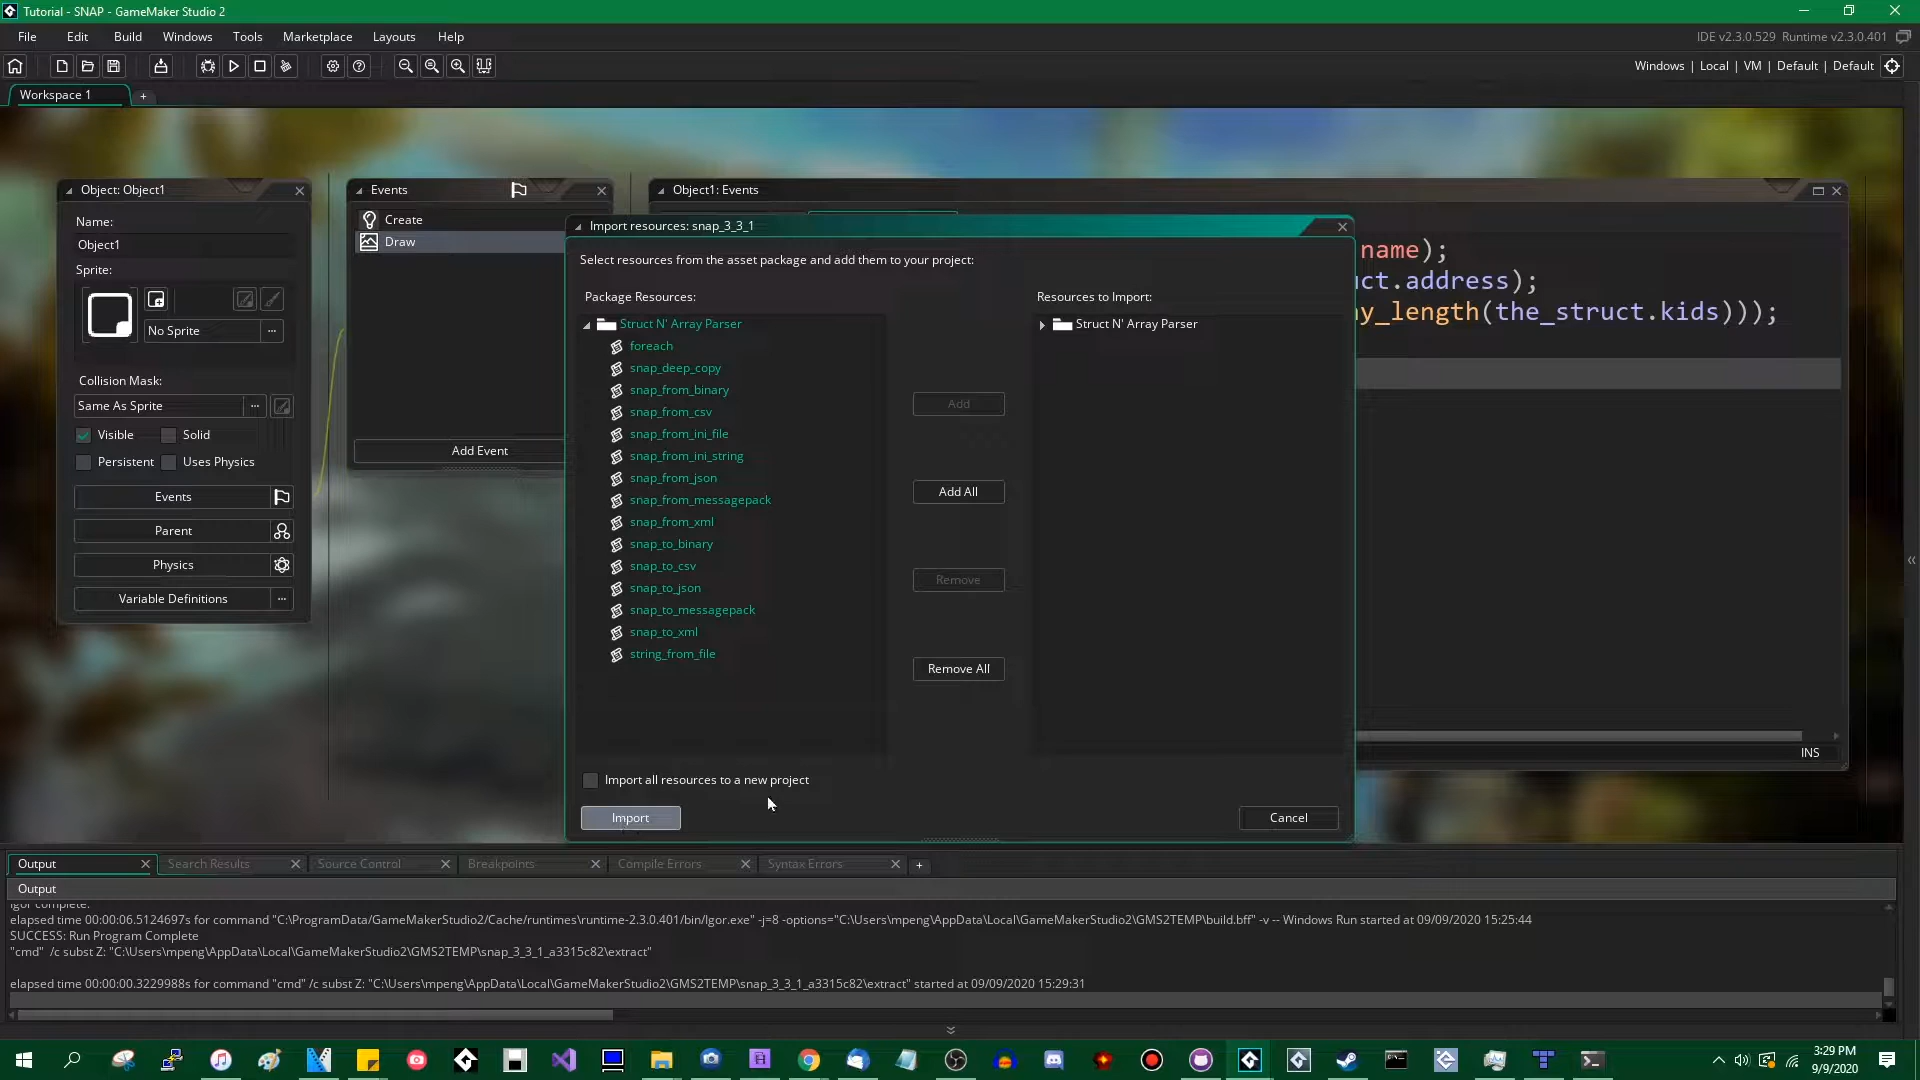 Tutorial - SNAP - GameMaker Studio 2
File Edit Build Windows Tools Marketplace Layouts Help
IDE v2.3.0.529 Runtime v2.3.0.401
Windows | Local | VM | Default | Default
Workspace 1
+
Object: Object1
Name:
Object1
Sprite:
No Sprite
...
Collision Mask:
Same As Sprite
...
Visible
Solid
Persistent
Uses Physics
Events
Parent
Physics
Variable Definitions
...
Events
Create
Draw
Add Event
Object1: Events
name);
ct.address);
y_length(the_struct.kids)));
INS
Import resources: snap_3_3_1
Select resources from the asset package and add them to your project:
Package Resources:
Struct N' Array Parser
foreach
snap_deep_copy
snap_from_binary
snap_from_csv
snap_from_ini_file
snap_from_ini_string
snap_from_json
snap_from_messagepack
snap_from_xml
snap_to_binary
snap_to_csv
snap_to_json
snap_to_messagepack
snap_to_xml
string_from_file
Add
Add All
Remove
Remove All
Resources to Import:
Struct N' Array Parser
Import all resources to a new project
Import
Cancel
Output
Search Results
Source Control
Breakpoints
Compile Errors
Syntax Errors
+
Output
Igor complete.
elapsed time 00:00:06.5124697s for command "C:\ProgramData/GameMakerStudio2/Cache/runtimes\runtime-2.3.0.401/bin/Igor.exe" -j=8 -options="C:\Users\mpeng\AppData\Local\GameMakerStudio2\GMS2TEMP\build.bff" -v -- Windows Run started at 09/09/2020 15:25:44
SUCCESS: Run Program Complete
"cmd"  /c subst Z: "C:\Users\mpeng\AppData\Local\GameMakerStudio2\GMS2TEMP\snap_3_3_1_a3315c82\extract"
elapsed time 00:00:00.3229988s for command "cmd" /c subst Z: "C:\Users\mpeng\AppData\Local\GameMakerStudio2\GMS2TEMP\snap_3_3_1_a3315c82\extract" started at 09/09/2020 15:29:31
3:29 PM
9/9/2020